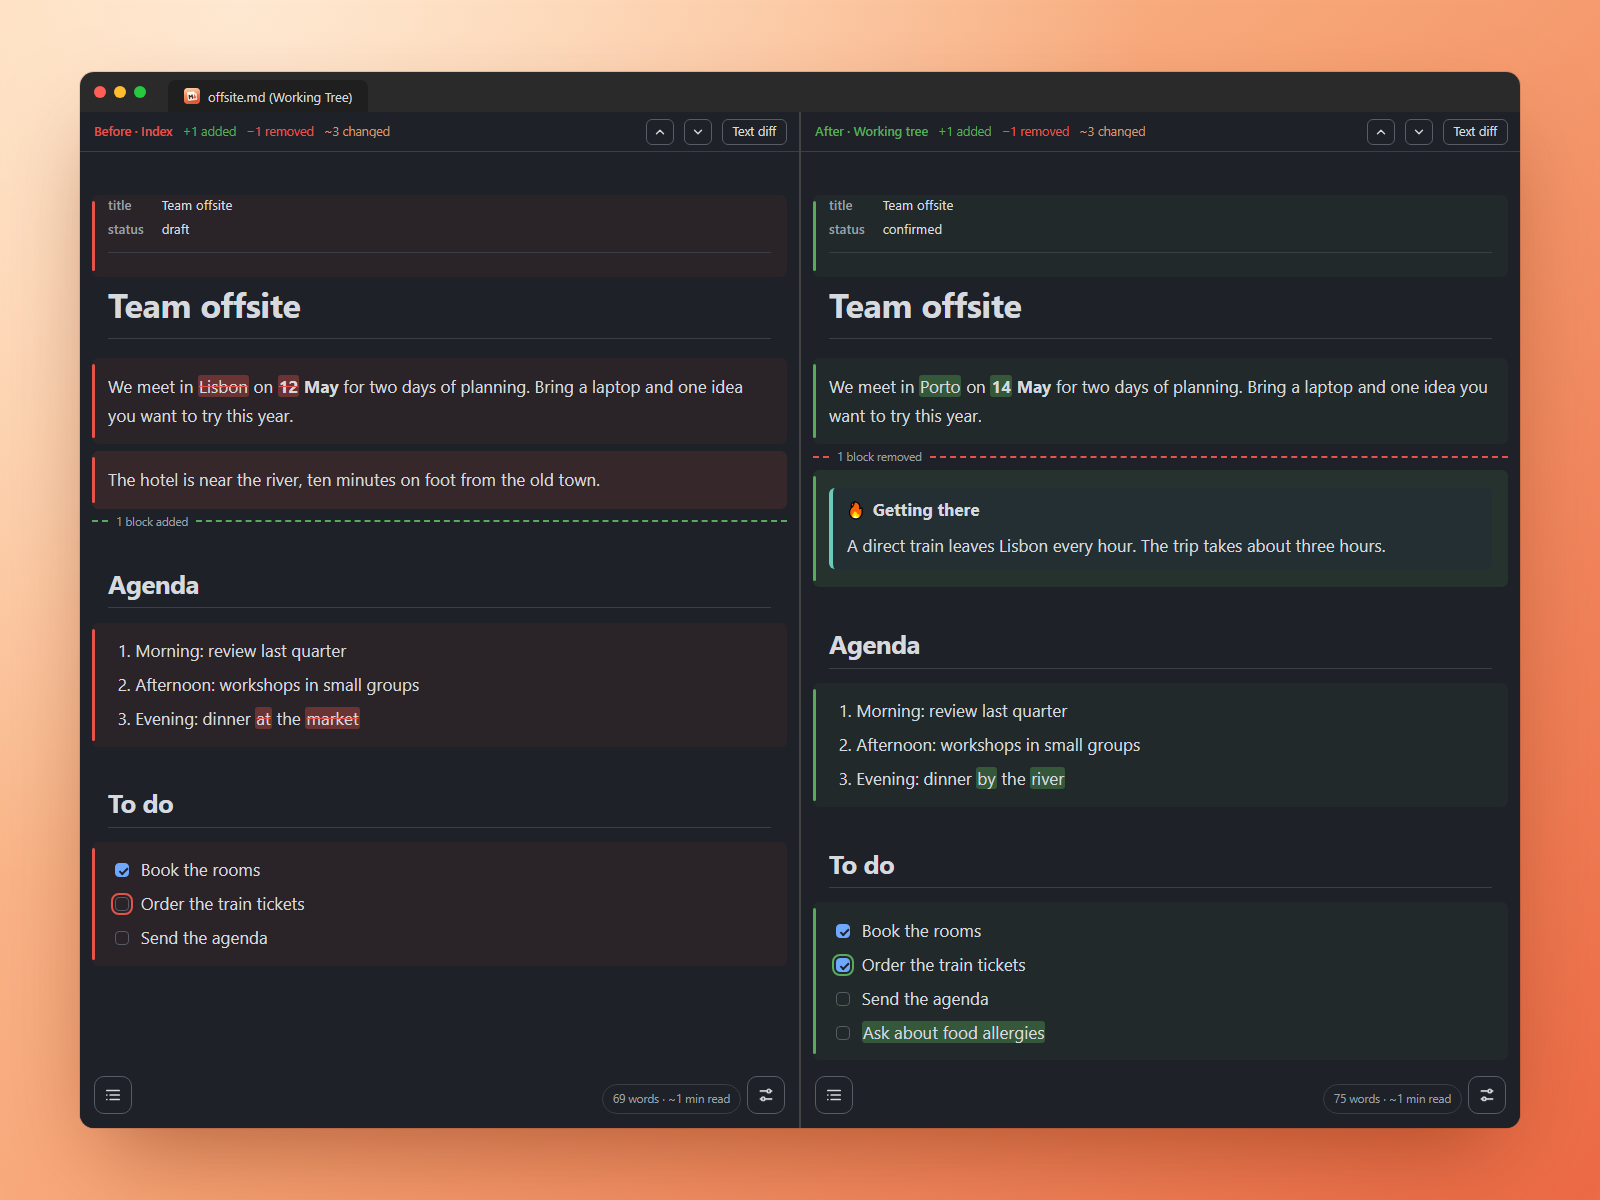 offsite.md (Working Tree)
Before · Index +1 added −1 removed ~3 changed Text diff
title Team offsite
status draft
Team offsite
We meet in Lisbon on 12 May for two days of planning. Bring a laptop and one idea
you want to try this year.
The hotel is near the river, ten minutes on foot from the old town.
1 block added
Agenda
1. Morning: review last quarter
2. Afternoon: workshops in small groups
3. Evening: dinner at the market
To do
Book the rooms
Order the train tickets
Send the agenda
69 words · ~1 min read
After · Working tree +1 added −1 removed ~3 changed Text diff
title Team offsite
status confirmed
Team offsite
We meet in Porto on 14 May for two days of planning. Bring a laptop and one idea you
want to try this year.
1 block removed
🔥 Getting there
A direct train leaves Lisbon every hour. The trip takes about three hours.
Agenda
1. Morning: review last quarter
2. Afternoon: workshops in small groups
3. Evening: dinner by the river
To do
Book the rooms
Order the train tickets
Send the agenda
Ask about food allergies
75 words · ~1 min read